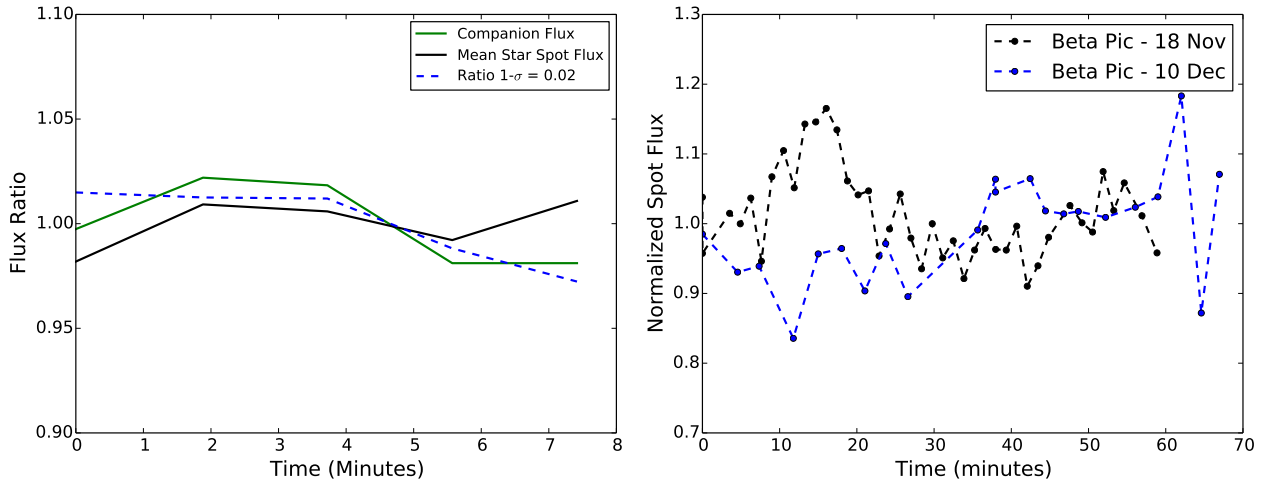 1.10
1.05
1.00
0.95
0.90
Flux Ratio
Companion Flux
Mean Star Spot Flux
Ratio 1-σ = 0.02
0 1 2 3 4 5 6 7 8
Time (Minutes)
1.3
1.2
1.1
1.0
0.9
0.8
0.7
Normalized Spot Flux
Beta Pic - 18 Nov
Beta Pic - 10 Dec
0 10 20 30 40 50 60 70
Time (minutes)